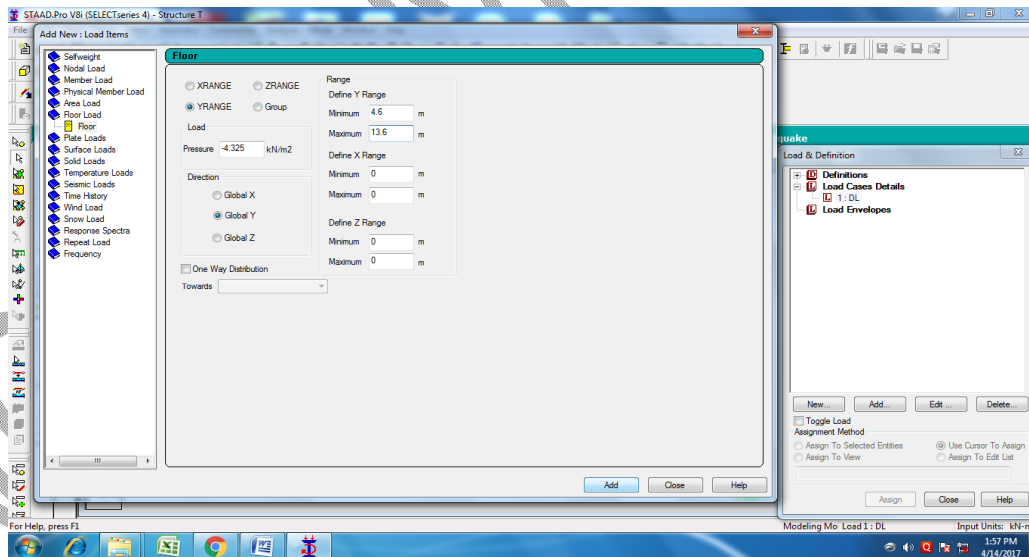 STAAD.Pro V8i (SELECTseries 4) - Structure T
File
Add New : Load Items
Selfweight
Nodal Load
Member Load
Physical Member Load
Area Load
Floor Load
Floor
Plate Loads
Surface Loads
Solid Loads
Temperature Loads
Seismic Loads
Time History
Wind Load
Snow Load
Response Spectra
Repeat Load
Frequency
Floor
XRANGE ZRANGE
YRANGE Group
Load
Pressure -4.325 kN/m2
Direction
Global X
Global Y
Global Z
One Way Distribution
Towards
Range
Define Y Range
Minimum 4.6 m
Maximum 13.6 m
Define X Range
Minimum 0 m
Maximum 0 m
Define Z Range
Minimum 0 m
Maximum 0 m
Add Close Help
quake
Load & Definition
Definitions
Load Cases Details
1 : DL
Load Envelopes
New... Add... Edit ... Delete...
Toggle Load
Assignment Method
Assign To Selected Entities Use Cursor To Assign
Assign To View Assign To Edit List
Assign Close Help
For Help, press F1
Modeling Mo Load 1 : DL Input Units: kN-m
1:57 PM
4/14/2017